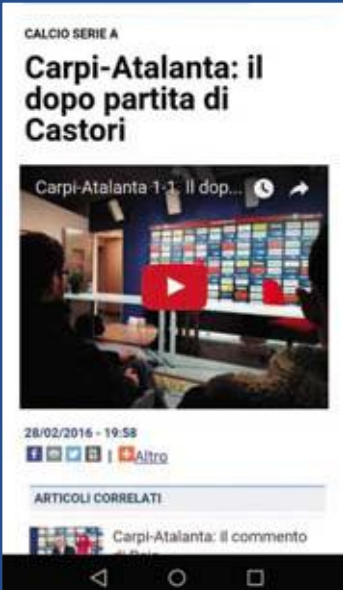 CALCIO SERIE A
Carpi-Atalanta: il
dopo partita di
Castori
Carpi-Atalanta 1-1: Il dop...
28/02/2016 - 19:58
| Altro
ARTICOLI CORRELATI
Carpi-Atalanta: il commento